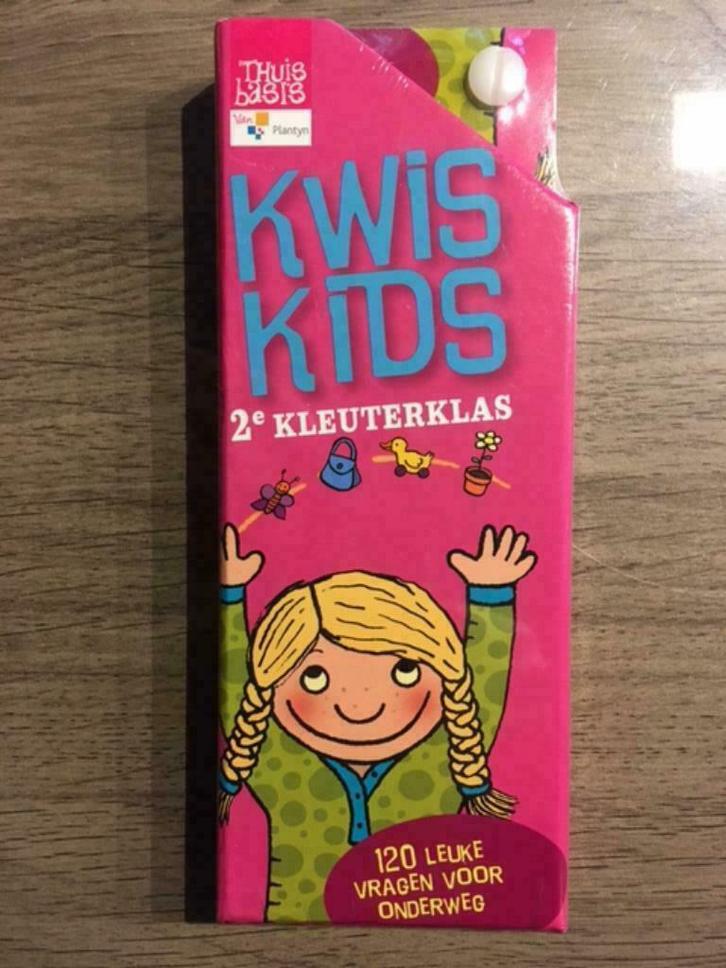 THUIS
basis
Van
Plantyn
KWIS
KIDS
2e KLEUTERKLAS
120 LEUKE
VRAGEN VOOR
ONDERWEG